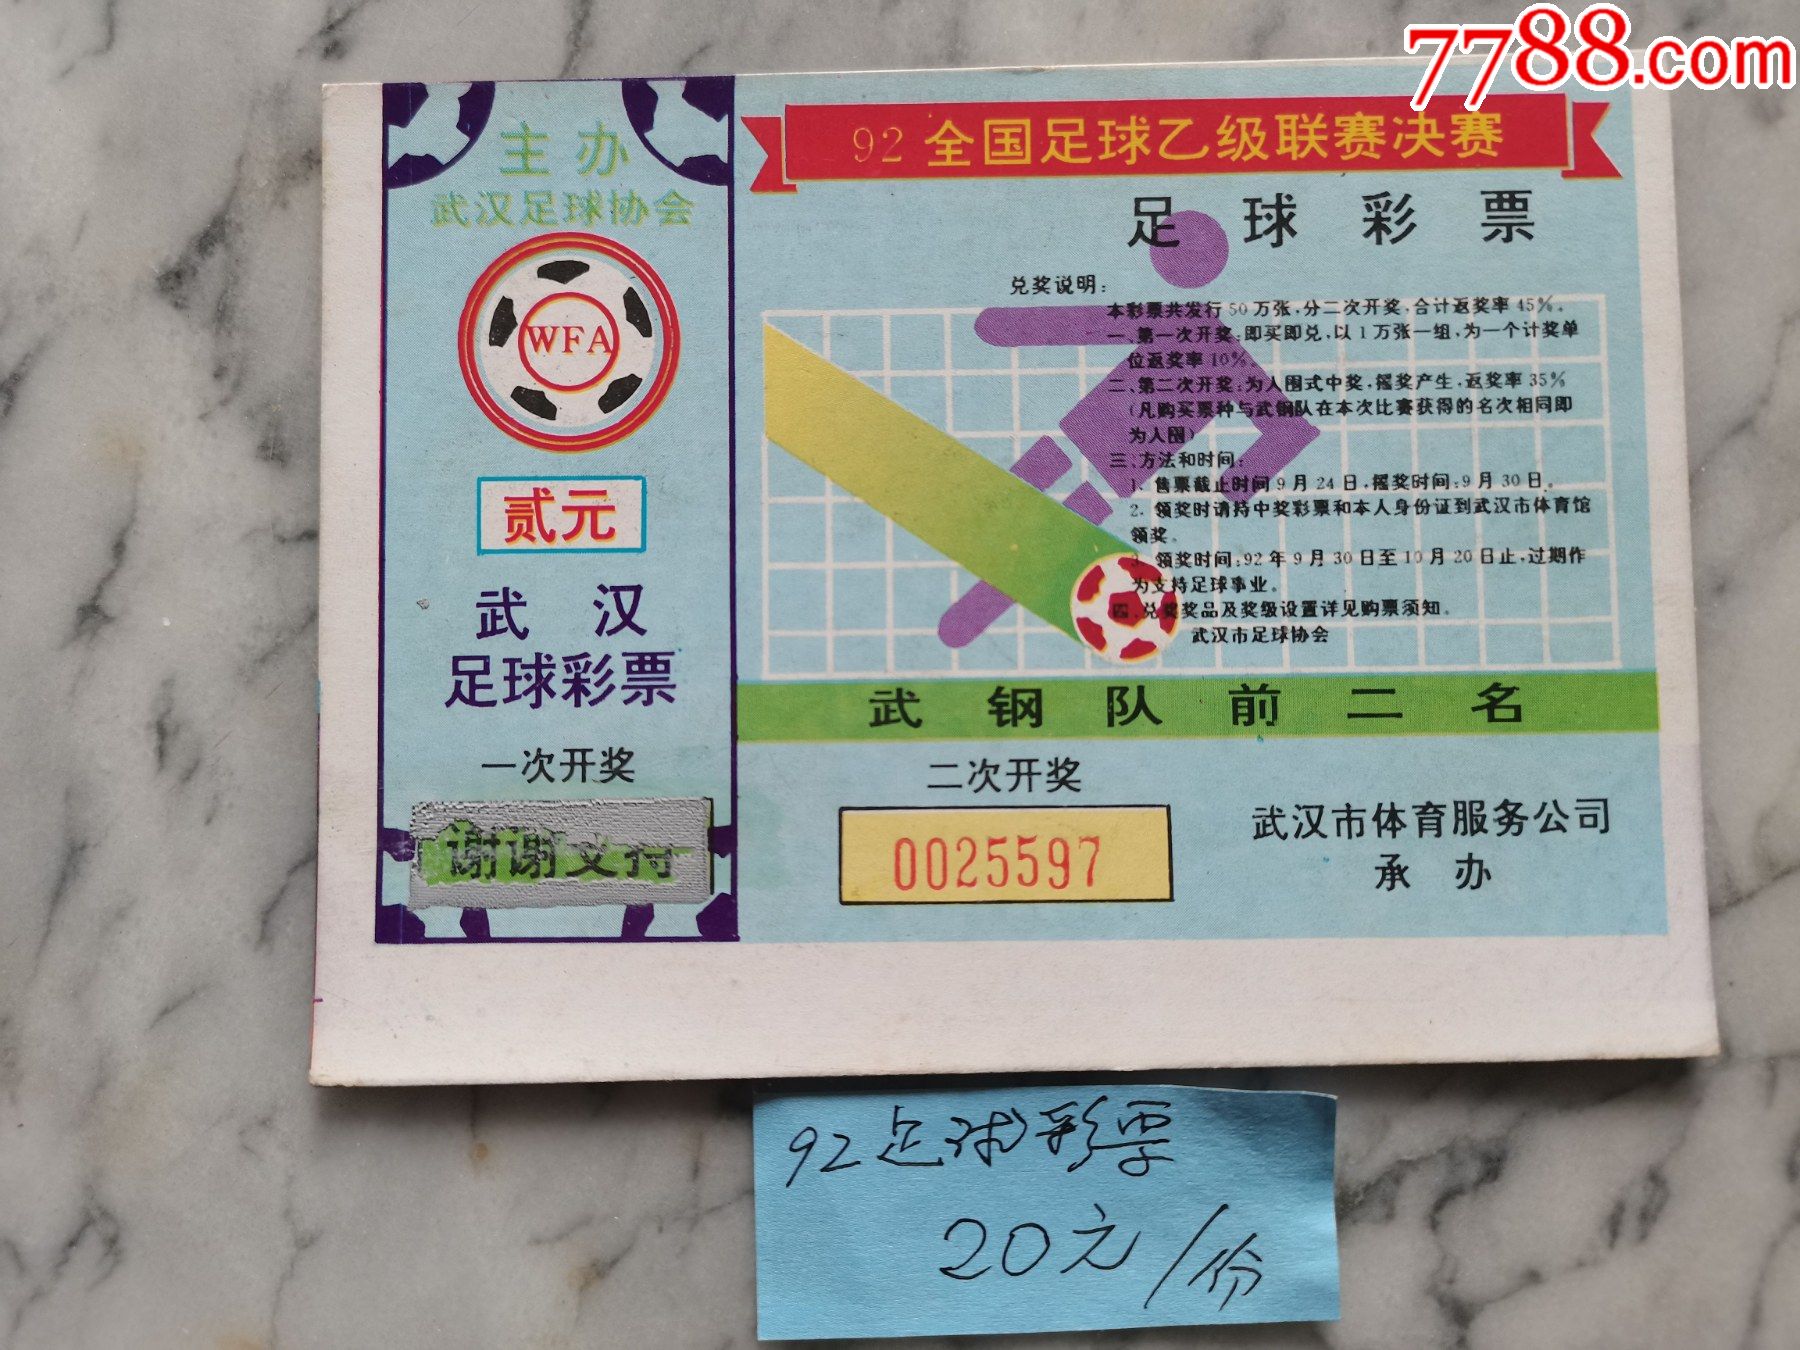 7788.com
主办
武汉足球协会
WFA
贰元
武汉
足球彩票
一次开奖
谢谢支持
92全国足球乙级联赛决赛
足球彩票
兑奖说明:
本彩票共发行50万张,分二次开奖,合计返奖率45%。
一、第一次开奖:即买即兑,以1万张一组,为一个计奖单
位返奖率10%
二、第二次开奖:为入围式中奖,摇奖产生,返奖率35%
(凡购买票种与武钢队在本次比赛获得的名次相同即
为入围)
三、方法和时间:
1、售票截止时间9月24日,摇奖时间:9月30日。
2、领奖时请持中奖彩票和本人身份证到武汉市体育馆
领奖。
3、领奖时间:92年9月30日至10月20日止,过期作
为支持足球事业。
四、兑奖奖品及奖级设置详见购票须知。
武汉市足球协会
武钢队前二名
二次开奖
0025597
武汉市体育服务公司
承办
92足球彩票
20元/份